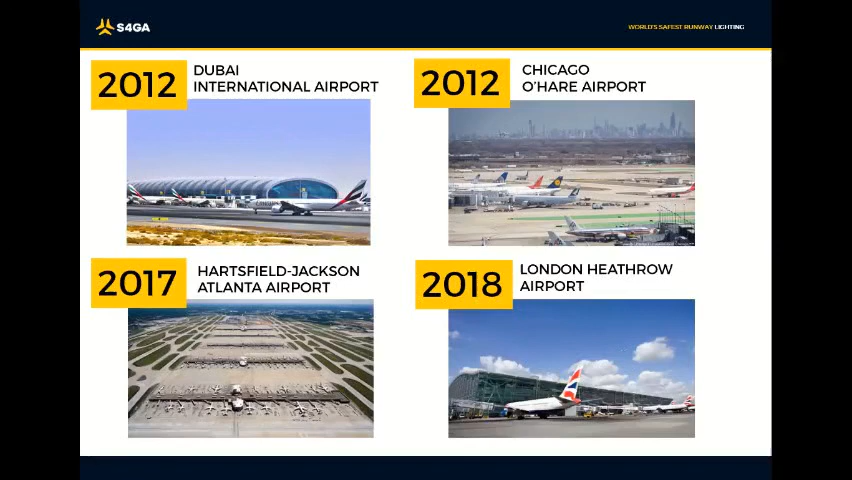 S4GA
WORLD'S SAFEST RUNWAY LIGHTING
2012
DUBAI
INTERNATIONAL AIRPORT
2012
CHICAGO
O'HARE AIRPORT
2017
HARTSFIELD-JACKSON
ATLANTA AIRPORT
2018
LONDON HEATHROW
AIRPORT